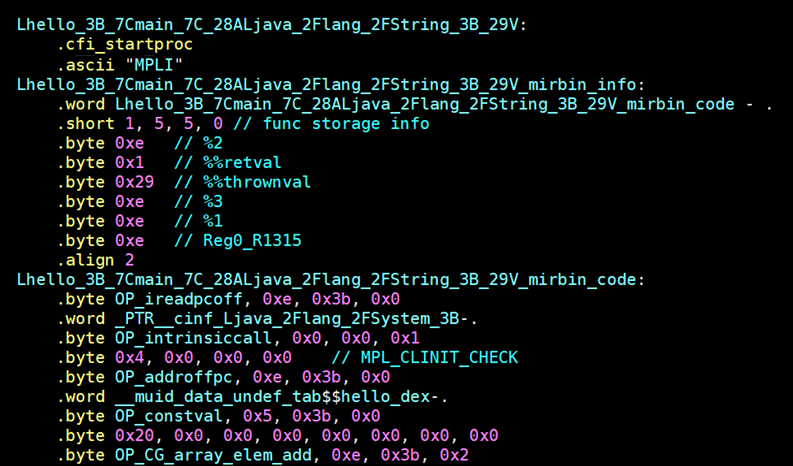 Lhello_3B_7Cmain_7C_28ALjava_2Flang_2FString_3B_29V:
    .cfi_startproc
    .ascii "MPLI"
Lhello_3B_7Cmain_7C_28ALjava_2Flang_2FString_3B_29V_mirbin_info:
    .word Lhello_3B_7Cmain_7C_28ALjava_2Flang_2FString_3B_29V_mirbin_code - .
    .short 1, 5, 5, 0 // func storage info
    .byte 0xe   // %2
    .byte 0x1   // %%retval
    .byte 0x29  // %%thrownval
    .byte 0xe   // %3
    .byte 0xe   // %1
    .byte 0xe   // Reg0_R1315
    .align 2
Lhello_3B_7Cmain_7C_28ALjava_2Flang_2FString_3B_29V_mirbin_code:
    .byte OP_ireadpcoff, 0xe, 0x3b, 0x0
    .word _PTR__cinf_Ljava_2Flang_2FSystem_3B-.
    .byte OP_intrinsiccall, 0x0, 0x0, 0x1
    .byte 0x4, 0x0, 0x0, 0x0    // MPL_CLINIT_CHECK
    .byte OP_addroffpc, 0xe, 0x3b, 0x0
    .word __muid_data_undef_tab$$hello_dex-.
    .byte OP_constval, 0x5, 0x3b, 0x0
    .byte 0x20, 0x0, 0x0, 0x0, 0x0, 0x0, 0x0, 0x0
    .byte OP_CG_array_elem_add, 0xe, 0x3b, 0x2